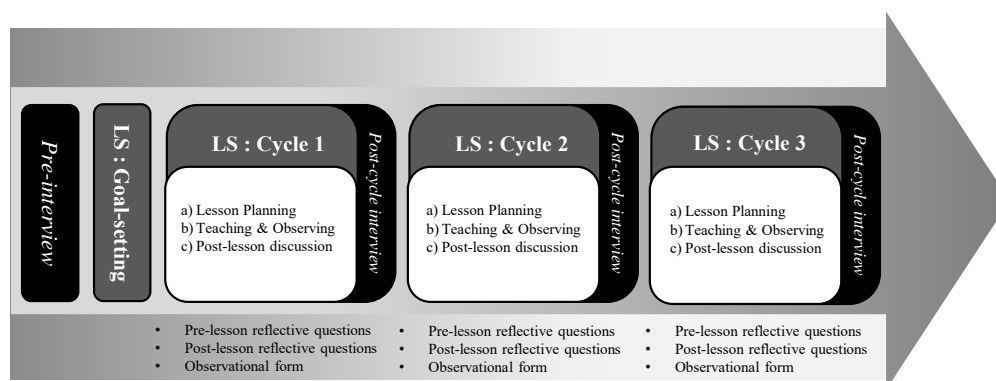 Pre-interview
LS : Goal-setting
LS : Cycle 1
a) Lesson Planning
b) Teaching & Observing
c) Post-lesson discussion
Post-cycle interview
LS : Cycle 2
a) Lesson Planning
b) Teaching & Observing
c) Post-lesson discussion
Post-cycle interview
LS : Cycle 3
a) Lesson Planning
b) Teaching & Observing
c) Post-lesson discussion
Post-cycle interview
• Pre-lesson reflective questions
• Post-lesson reflective questions
• Observational form
• Pre-lesson reflective questions
• Post-lesson reflective questions
• Observational form
• Pre-lesson reflective questions
• Post-lesson reflective questions
• Observational form